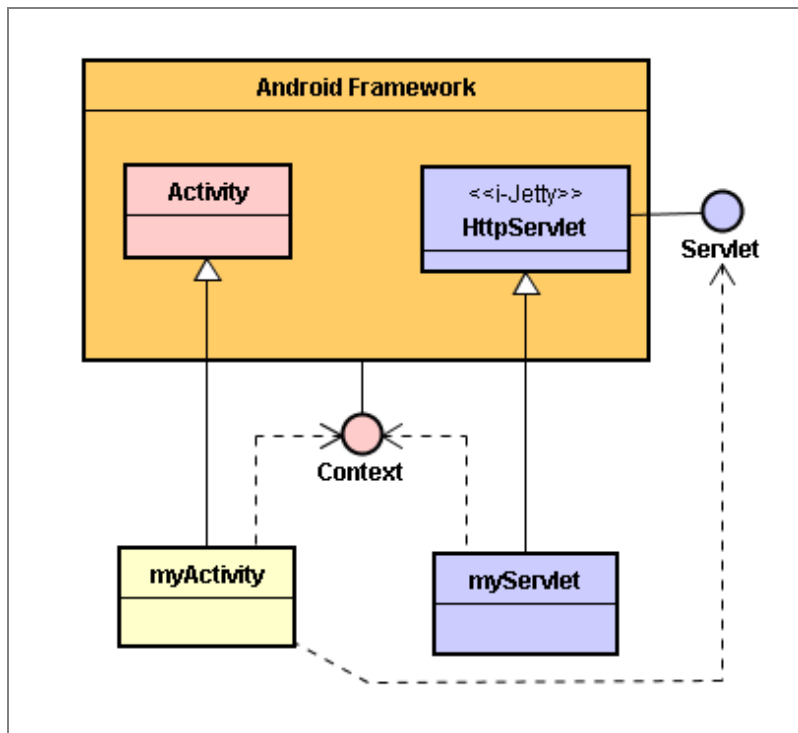 Android Framework
Activity
<<i-Jetty>>
HttpServlet
Servlet
Context
myActivity
myServlet